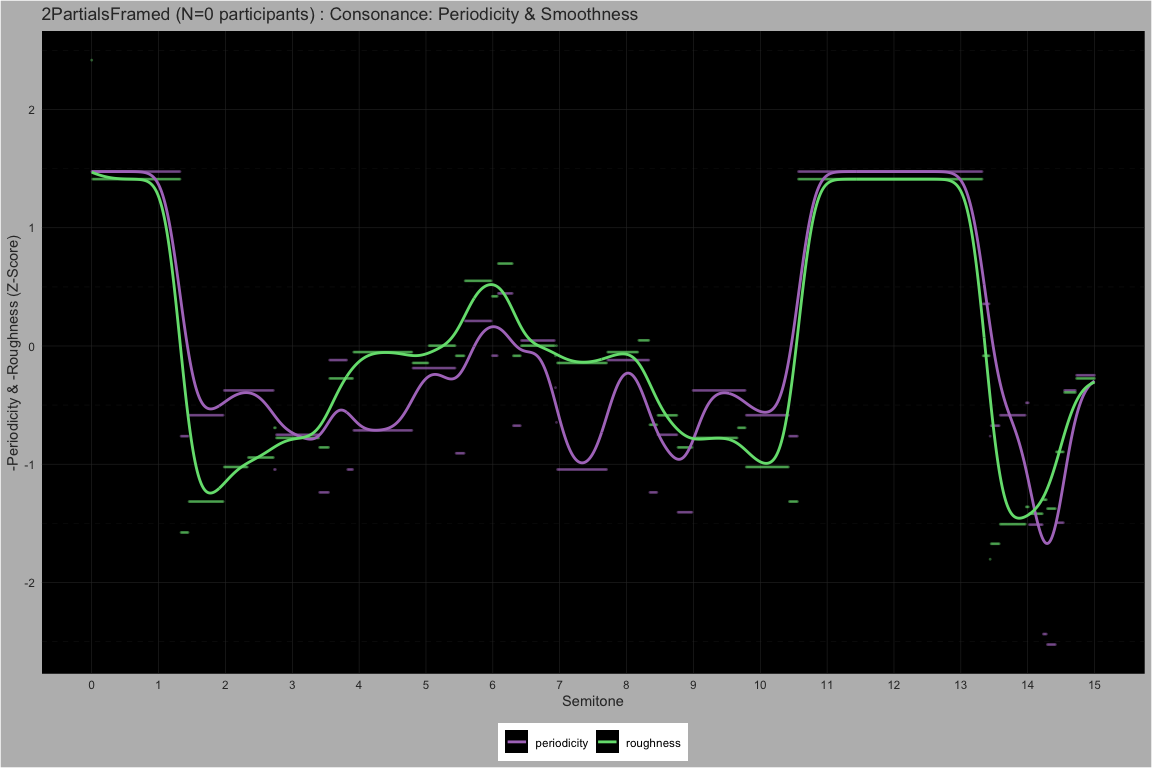 2PartialsFramed (N=0 participants) : Consonance: Periodicity & Smoothness
-Periodicity & -Roughness (Z-Score)
2
1
0
-1
-2
0 1 2 3 4 5 6 7 8 9 10 11 12 13 14 15
Semitone
periodicity roughness